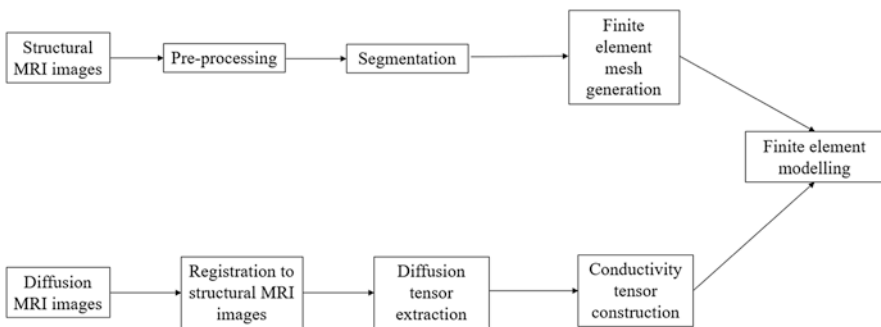 Structural
MRI images
Pre-processing
Segmentation
Finite
element
mesh
generation
Finite element
modelling
Diffusion
MRI images
Registration to
structural MRI
images
Diffusion
tensor
extraction
Conductivity
tensor
construction